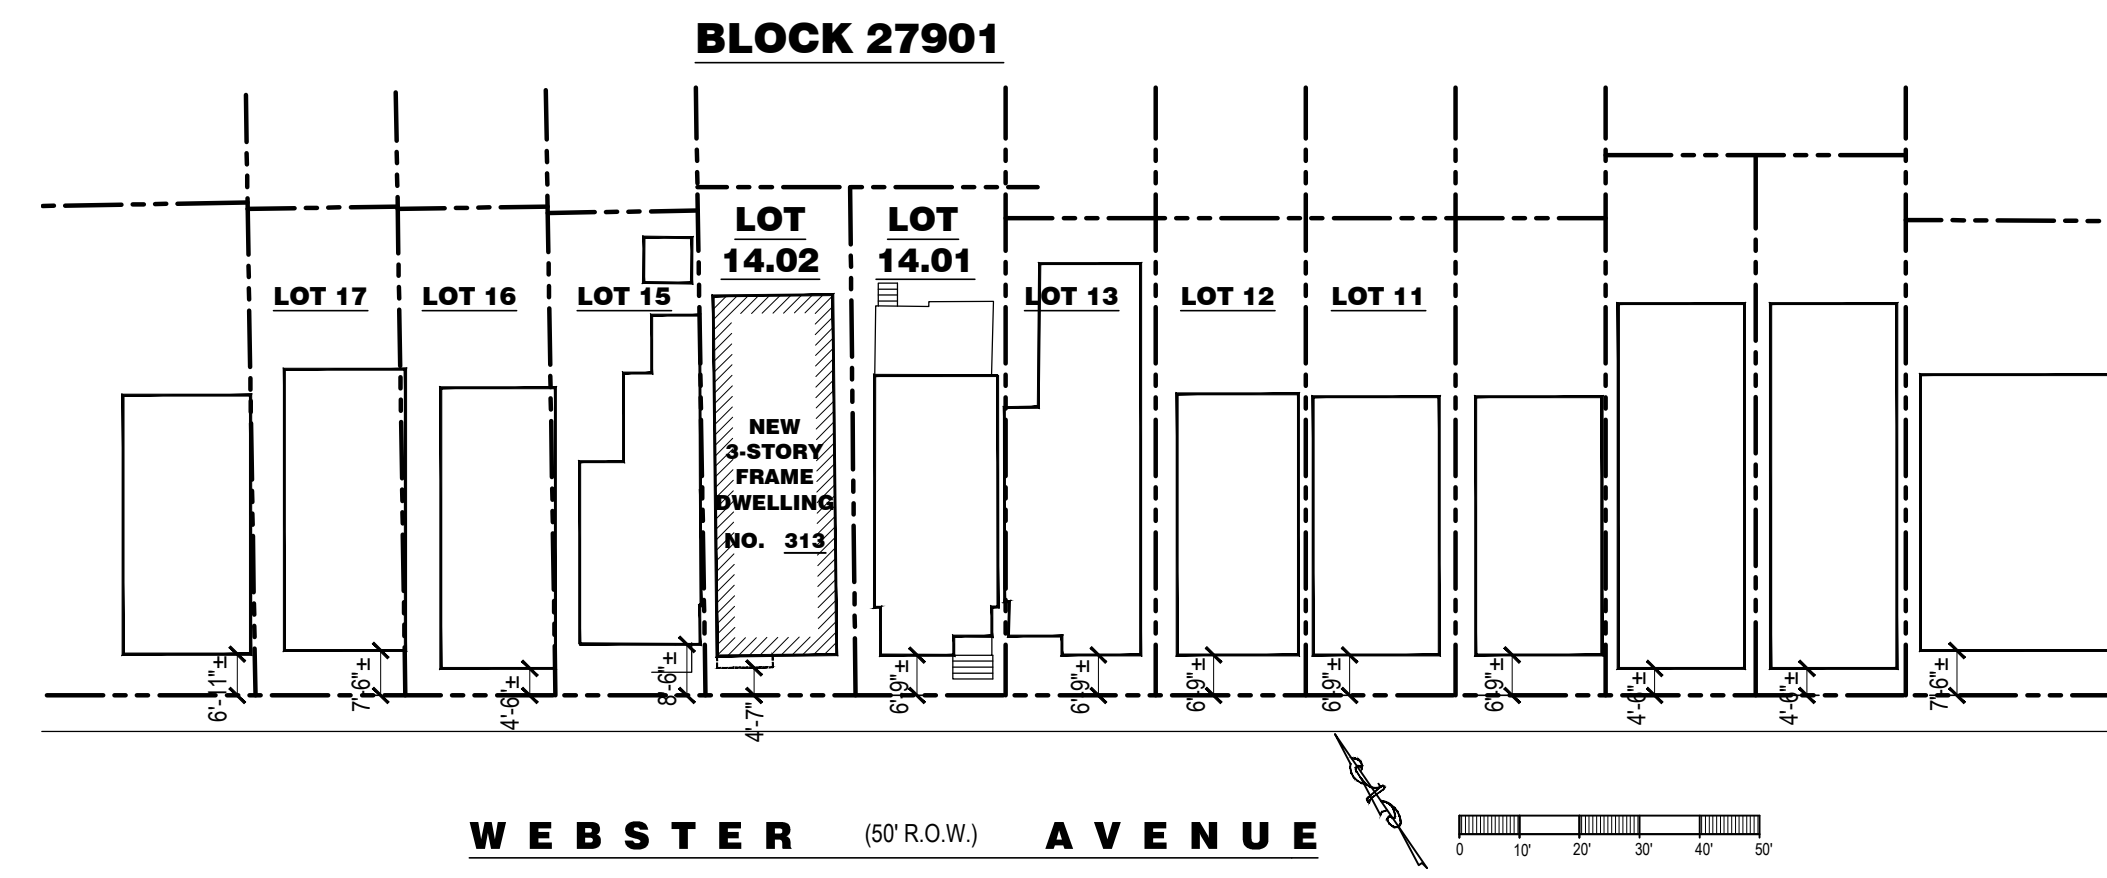 BLOCK 27901
LOT
14.02
LOT
14.01
LOT 17
LOT 16
LOT 15
LOT 13
LOT 12
LOT 11
NEW
3-STORY
FRAME
DWELLING
NO. 313
6'-11"±
7'-6"±
4'-6"±
8'-6"±
4'-7"
6'-9"±
6'-9"±
6'-9"±
6'-9"±
6'-9"±
4'-6"±
4'-6"±
7'-6"±
WEBSTER (50' R.O.W.) AVENUE
0 10' 20' 30' 40' 50'